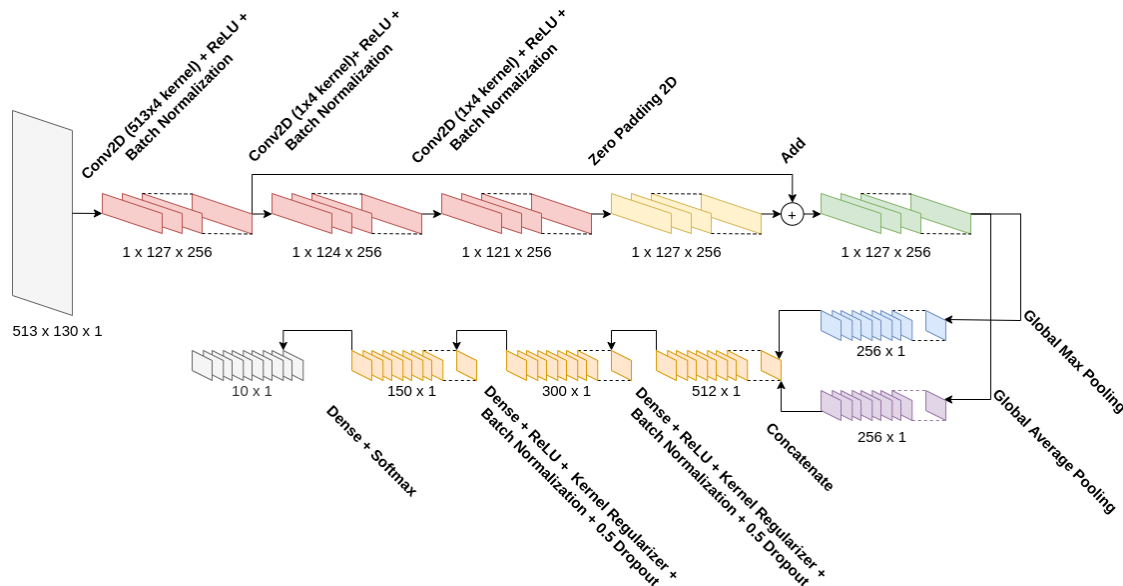 Conv2D (513x4 kernel) + ReLU +
Batch Normalization
Conv2D (1x4 kernel)+ ReLU +
Batch Normalization
Conv2D (1x4 kernel) + ReLU +
Batch Normalization
Zero Padding 2D
Add
+
1 x 127 x 256
1 x 124 x 256
1 x 121 x 256
1 x 127 x 256
1 x 127 x 256
513 x 130 x 1
Global Max Pooling
256 x 1
Global Average Pooling
256 x 1
Concatenate
512 x 1
Dense + ReLU + Kernel Regularizer +
Batch Normalization + 0.5 Dropout
300 x 1
Dense + ReLU + Kernel Regularizer +
Batch Normalization + 0.5 Dropout
150 x 1
Dense + Softmax
10 x 1